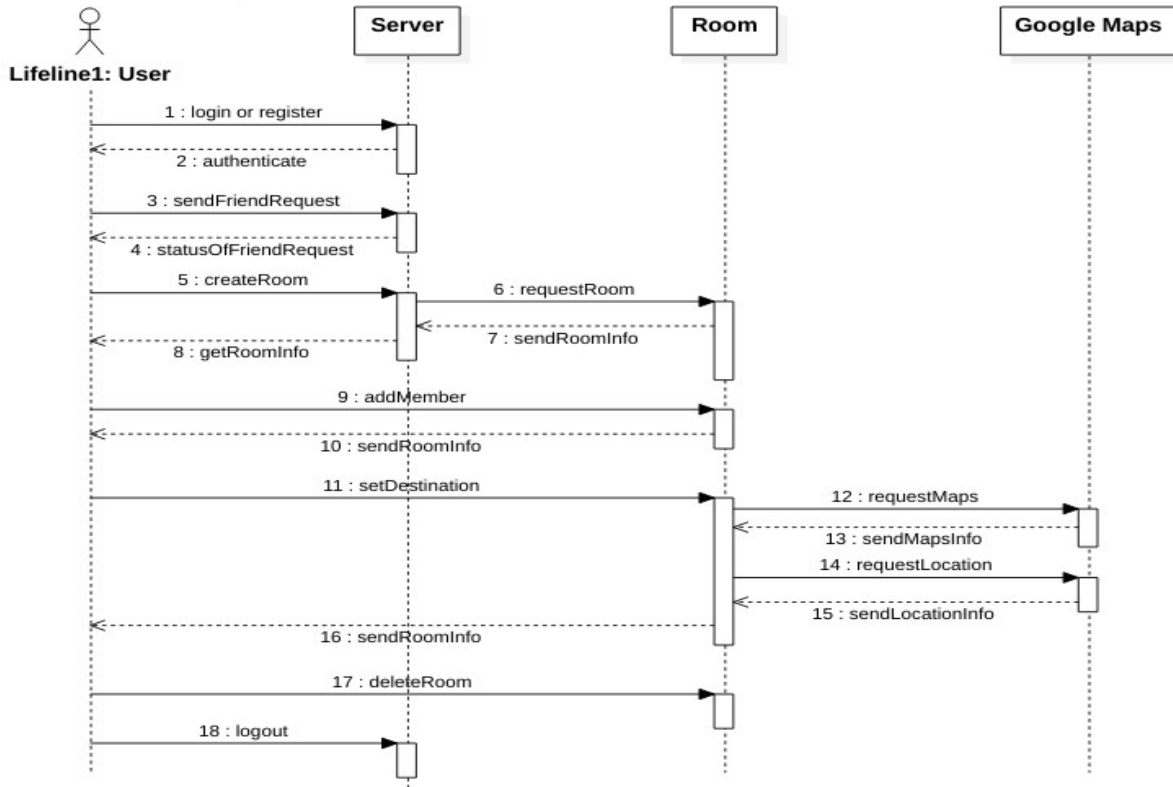 Server
Room
Google Maps
Lifeline1: User
1 : login or register
2 : authenticate
3 : sendFriendRequest
4 : statusOfFriendRequest
5 : createRoom
6 : requestRoom
7 : sendRoomInfo
8 : getRoomInfo
9 : addMember
10 : sendRoomInfo
11 : setDestination
12 : requestMaps
13 : sendMapsInfo
14 : requestLocation
15 : sendLocationInfo
16 : sendRoomInfo
17 : deleteRoom
18 : logout